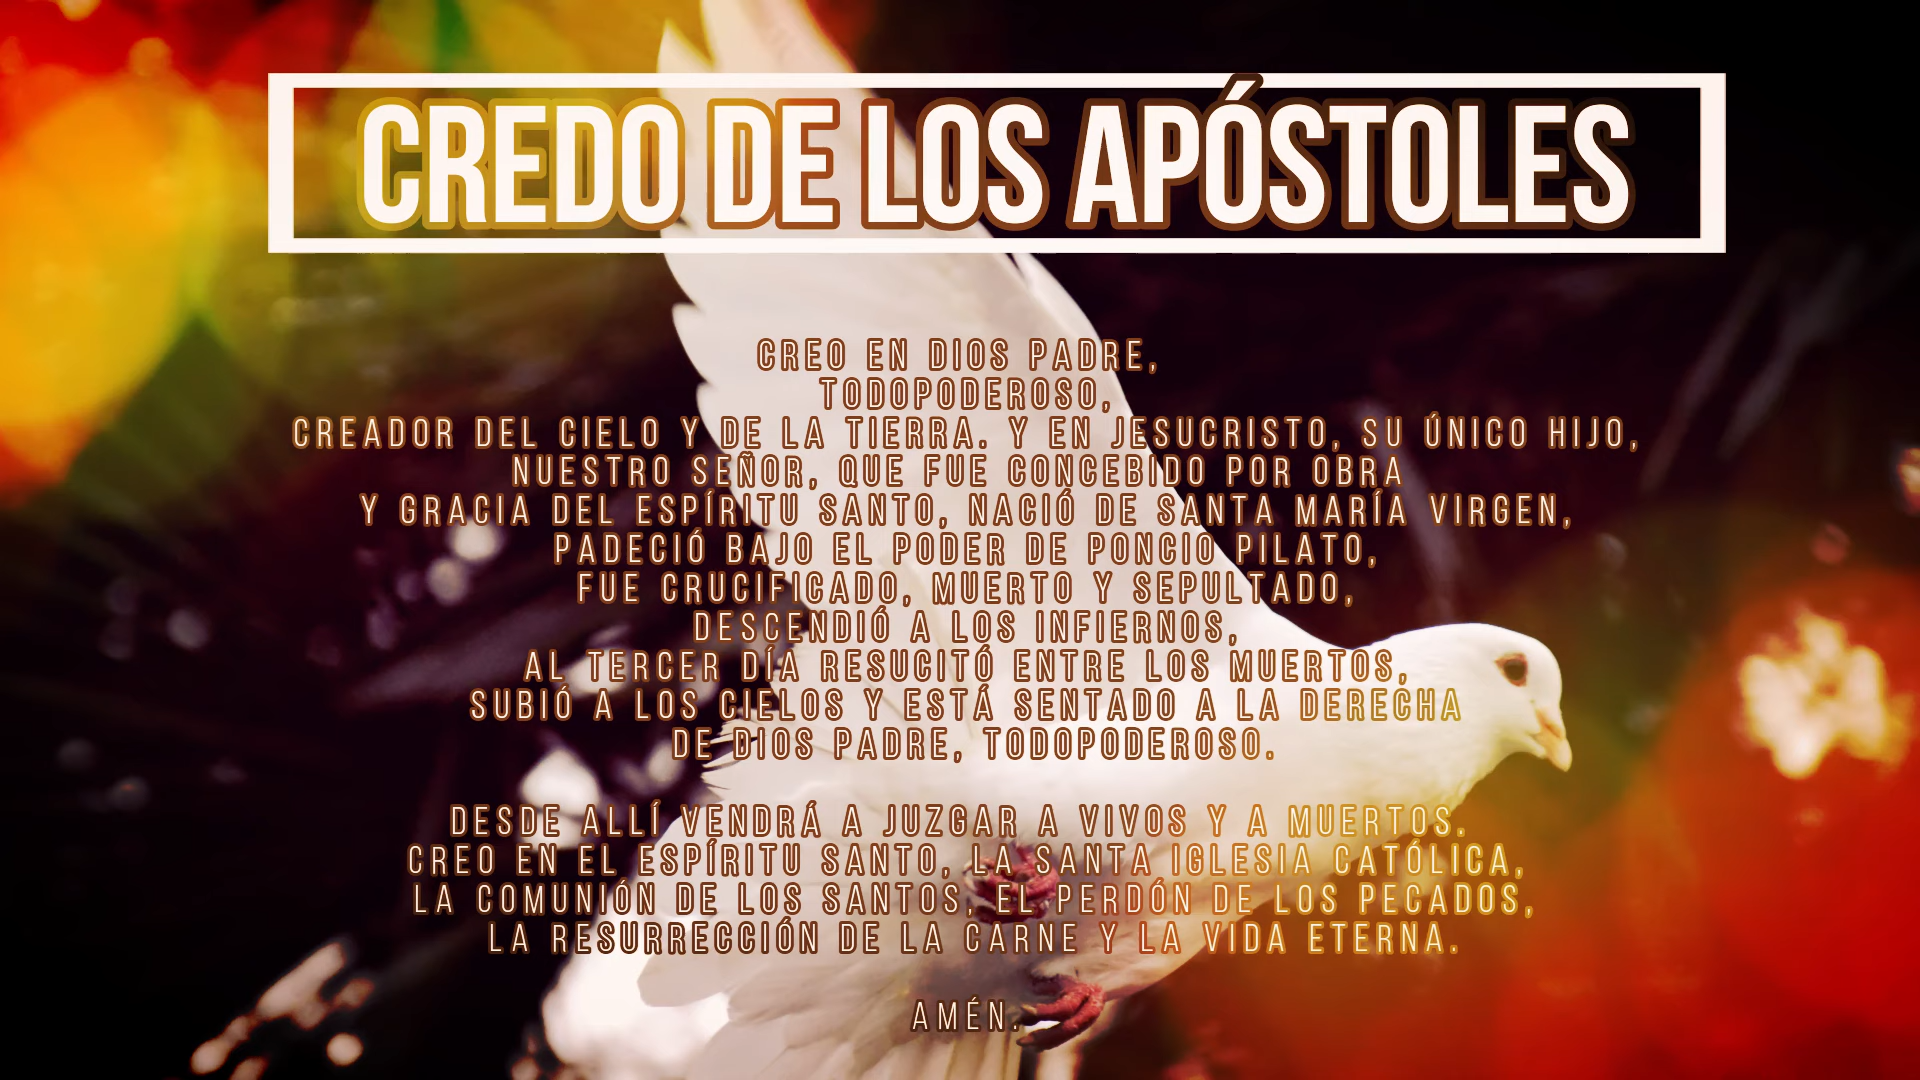 CREDO DE LOS APÓSTOLES
CREO EN DIOS PADRE,
TODOPODEROSO,
CREADOR DEL CIELO Y DE LA TIERRA. Y EN JESUCRISTO, SU ÚNICO HIJO,
NUESTRO SEÑOR, QUE FUE CONCEBIDO POR OBRA
Y GRACIA DEL ESPÍRITU SANTO, NACIÓ DE SANTA MARÍA VIRGEN,
PADECIÓ BAJO EL PODER DE PONCIO PILATO,
FUE CRUCIFICADO, MUERTO Y SEPULTADO,
DESCENDIÓ A LOS INFIERNOS,
AL TERCER DÍA RESUCITÓ ENTRE LOS MUERTOS,
SUBIÓ A LOS CIELOS Y ESTÁ SENTADO A LA DERECHA
DE DIOS PADRE, TODOPODEROSO.
DESDE ALLÍ VENDRÁ A JUZGAR A VIVOS Y A MUERTOS.
CREO EN EL ESPÍRITU SANTO, LA SANTA IGLESIA CATÓLICA,
LA COMUNIÓN DE LOS SANTOS, EL PERDÓN DE LOS PECADOS,
LA RESURRECCIÓN DE LA CARNE Y LA VIDA ETERNA.
AMÉN.